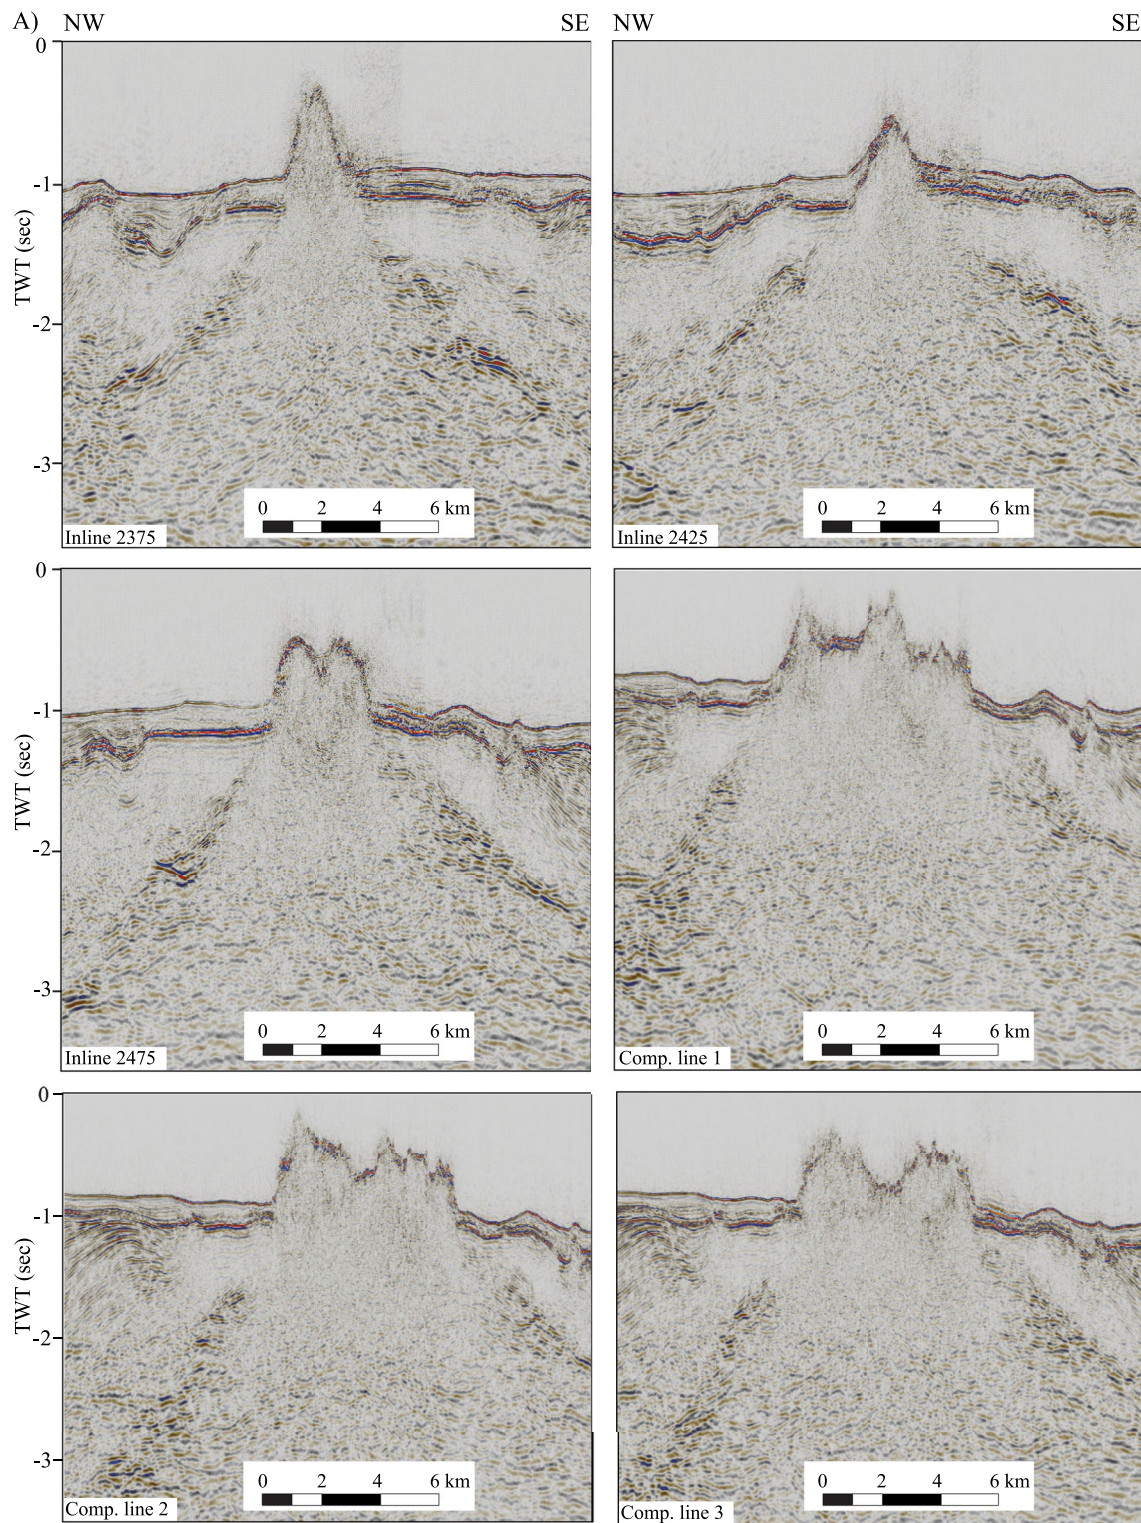 A) NW SE NW SE
0
-1
TWT (sec)
-2
-3
0 2 4 6 km
Inline 2375
0 2 4 6 km
Inline 2425
0
-1
TWT (sec)
-2
-3
0 2 4 6 km
Inline 2475
0 2 4 6 km
Comp. line 1
0
-1
TWT (sec)
-2
-3
0 2 4 6 km
Comp. line 2
0 2 4 6 km
Comp. line 3